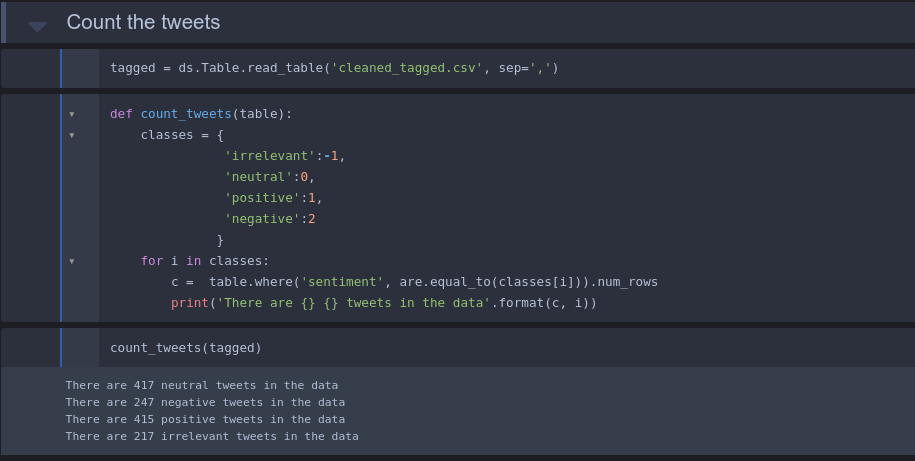 Count the tweets
tagged = ds.Table.read_table('cleaned_tagged.csv', sep=',')
def count_tweets(table):
    classes = {
               'irrelevant':-1,
               'neutral':0,
               'positive':1,
               'negative':2
              }
    for i in classes:
        c =  table.where('sentiment', are.equal_to(classes[i])).num_rows
        print('There are {} {} tweets in the data'.format(c, i))
count_tweets(tagged)
There are 417 neutral tweets in the data
There are 247 negative tweets in the data
There are 415 positive tweets in the data
There are 217 irrelevant tweets in the data